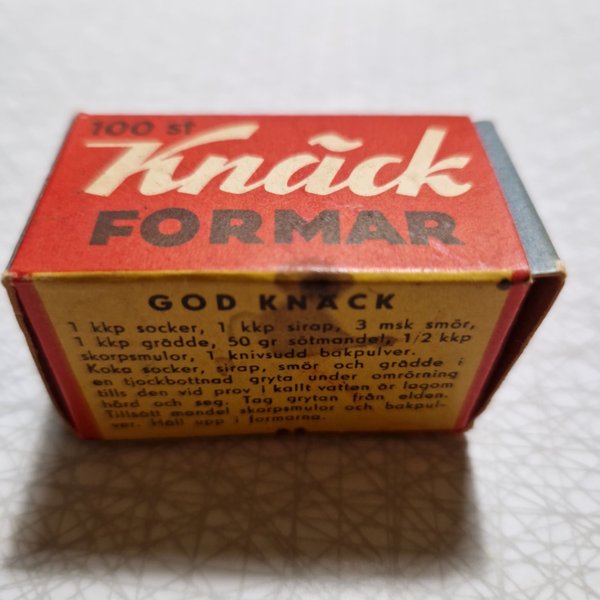 100 st
Knäck
FORMAR
GOD KNÄCK
1 kkp socker, 1 kkp sirap, 3 msk smör,
1 kkp grädde, 50 gr sötmandel, 1/2 kkp
skorpsmulor, 1 knivsudd bakpulver.
Koka socker, sirap, smör och grädde i
en tjockbottnad gryta under omrörning
tills den vid prov i kallt vatten är lagom
hård och seg. Tag grytan från elden.
Tillsätt mandel skorpsmulor och bakpul-
ver. Häll upp i formarna.